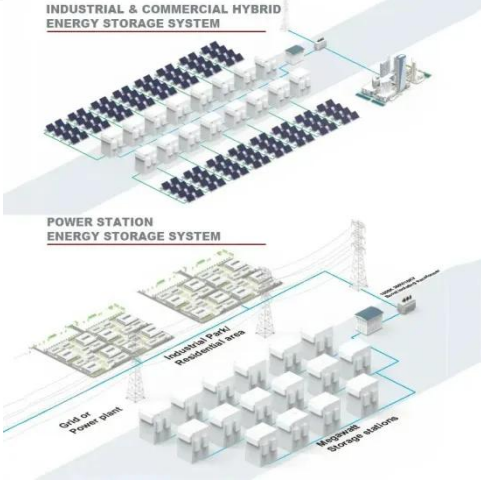 INDUSTRIAL & COMMERCIAL HYBRID
ENERGY STORAGE SYSTEM
POWER STATION
ENERGY STORAGE SYSTEM
Industrial Park/
Residential area
Grid or
Power plant
Megawatt
Storage stations